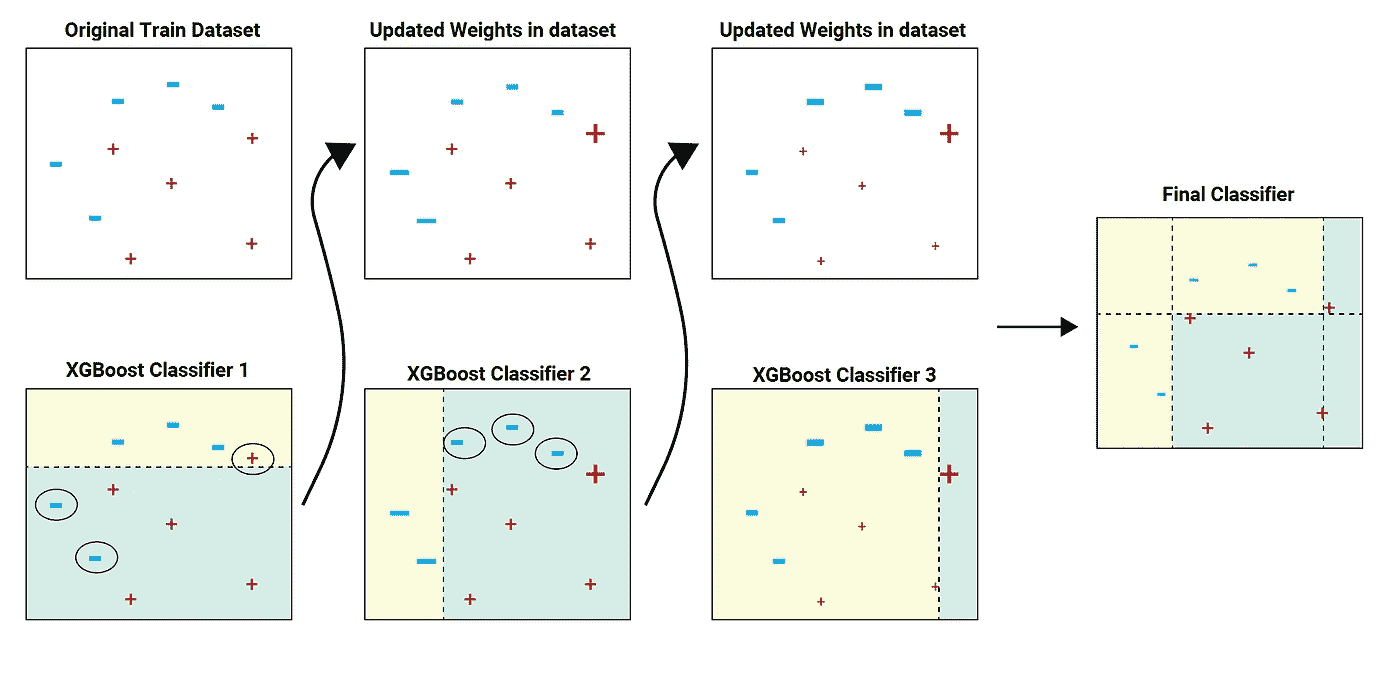 Original Train Dataset
Updated Weights in dataset
Updated Weights in dataset
Final Classifier
XGBoost Classifier 1
XGBoost Classifier 2
XGBoost Classifier 3